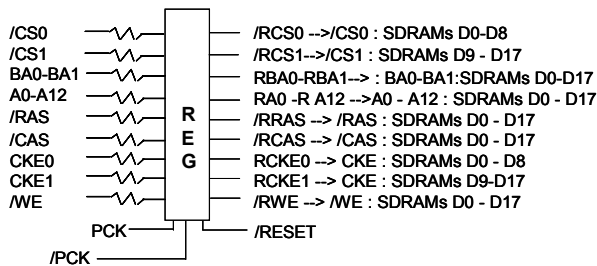 /CS0 /RCS0 -->/CS0 : SDRAMs D0-D8
/CS1 /RCS1-->/CS1 : SDRAMs D9 - D17
BA0-BA1 RBA0-RBA1--> : BA0-BA1:SDRAMs D0-D17
A0-A12 RA0 -R A12 -->A0 - A12 : SDRAMs D0 - D17
/RAS R /RRAS --> /RAS : SDRAMs D0 - D17
/CAS E /RCAS --> /CAS : SDRAMs D0 - D17
CKE0 G RCKE0 --> CKE : SDRAMs D0 - D8
CKE1 RCKE1 --> CKE : SDRAMs D9-D17
/WE /RWE --> /WE : SDRAMs D0 - D17
PCK /RESET
/PCK